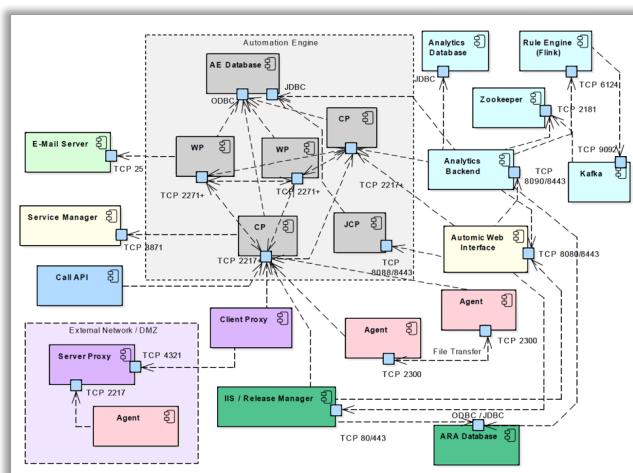 Automation Engine
AE Database
JDBC
ODBC
CP
WP
WP
TCP 2271+
TCP 2271+
TCP 2217+
CP
TCP 2217+
JCP
TCP
8088/8443
Analytics
Database
JDBC
Rule Engine
(Flink)
TCP 6124
Zookeeper
TCP 2181
TCP 9092
Kafka
Analytics
Backend
TCP
8090/8443
Automic Web
Interface
TCP 8080/8443
E-Mail Server
TCP 25
Service Manager
TCP 8871
Call API
Client Proxy
Agent
TCP 2300
File Transfer
Agent
TCP 2300
External Network / DMZ
Server Proxy
TCP 4321
TCP 2217
Agent
IIS / Release Manager
TCP 80/443
ODBC / JDBC
ARA Database